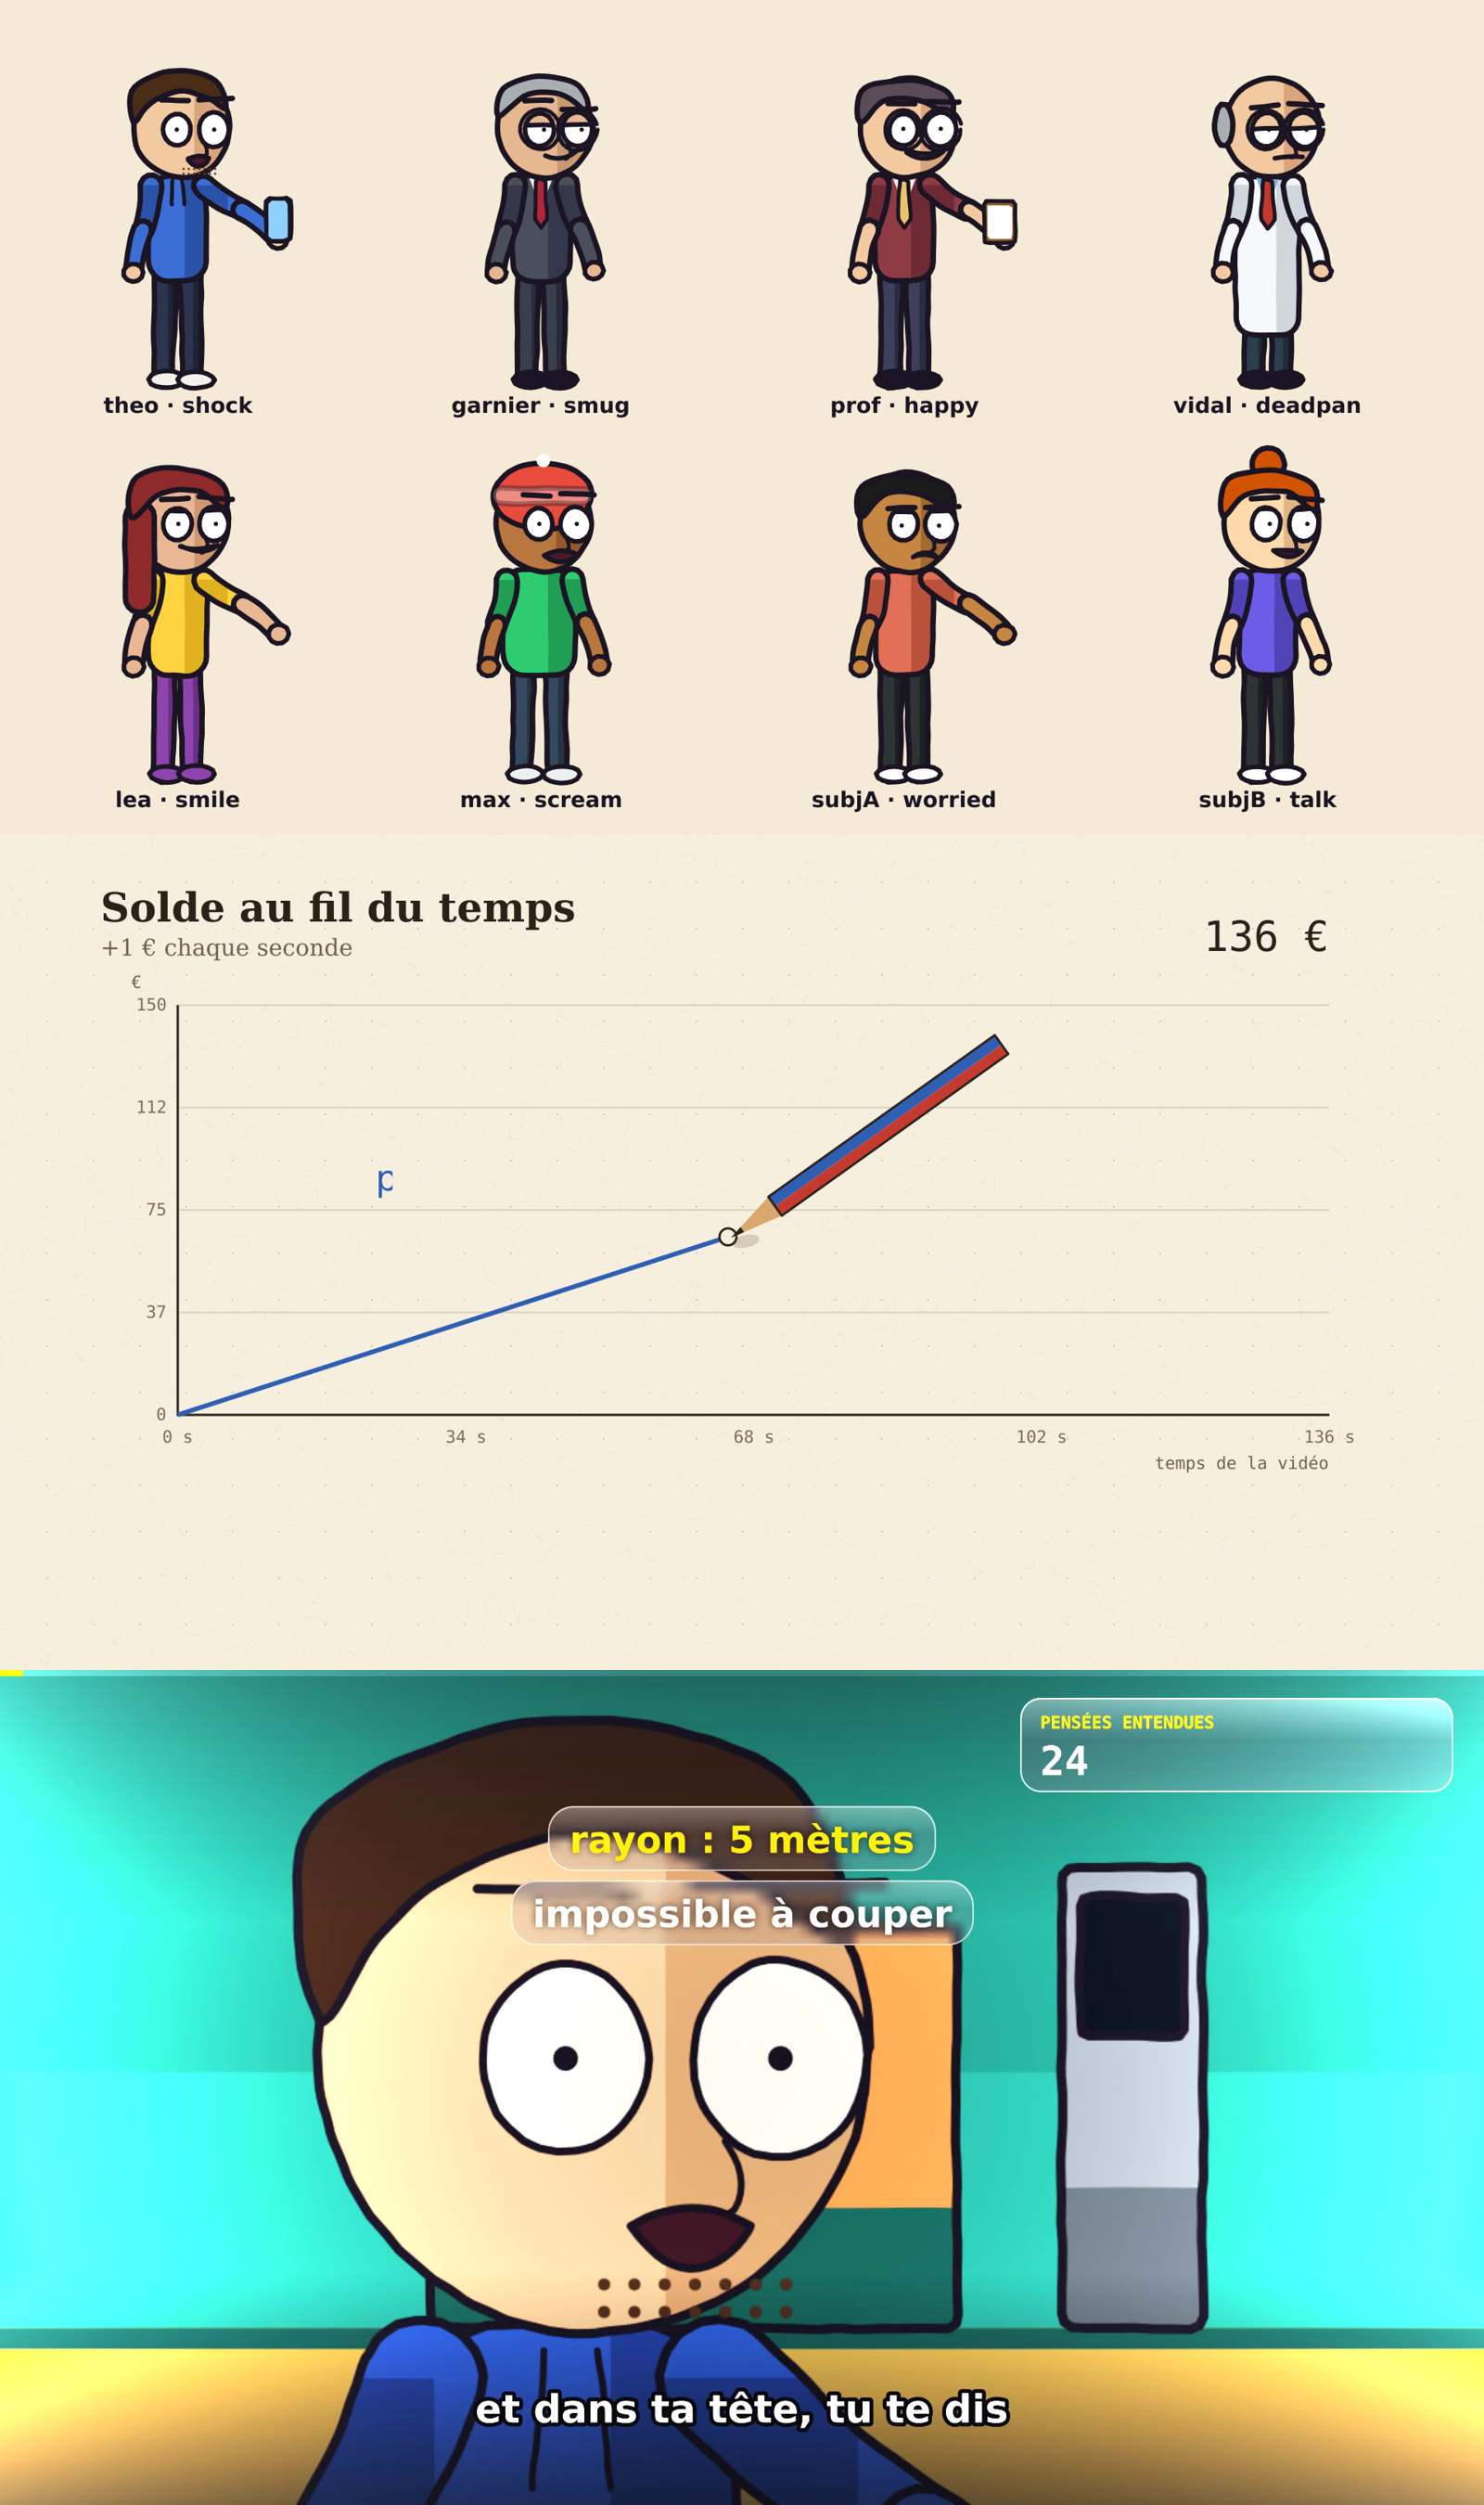 theo · shock
garnier · smug
prof · happy
vidal · deadpan
lea · smile
max · scream
subjA · worried
subjB · talk
Solde au fil du temps
+1 € chaque seconde
136 €
€
150
112
p
75
37
0
0 s
34 s
68 s
102 s
136 s
temps de la vidéo
PENSÉES ENTENDUES
24
rayon : 5 mètres
impossible à couper
et dans ta tête, tu te dis